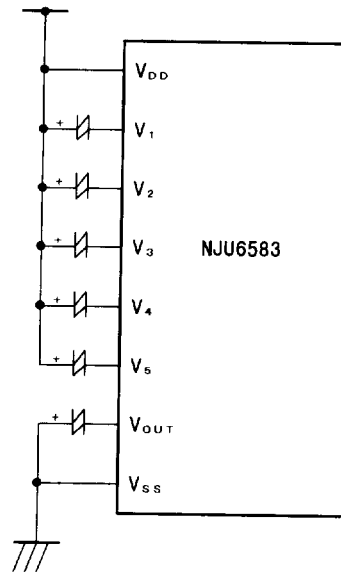 VDD
+ V1
+ V2
+ V3
NJU6583
+ V4
+ V5
+ VOUT
VSS